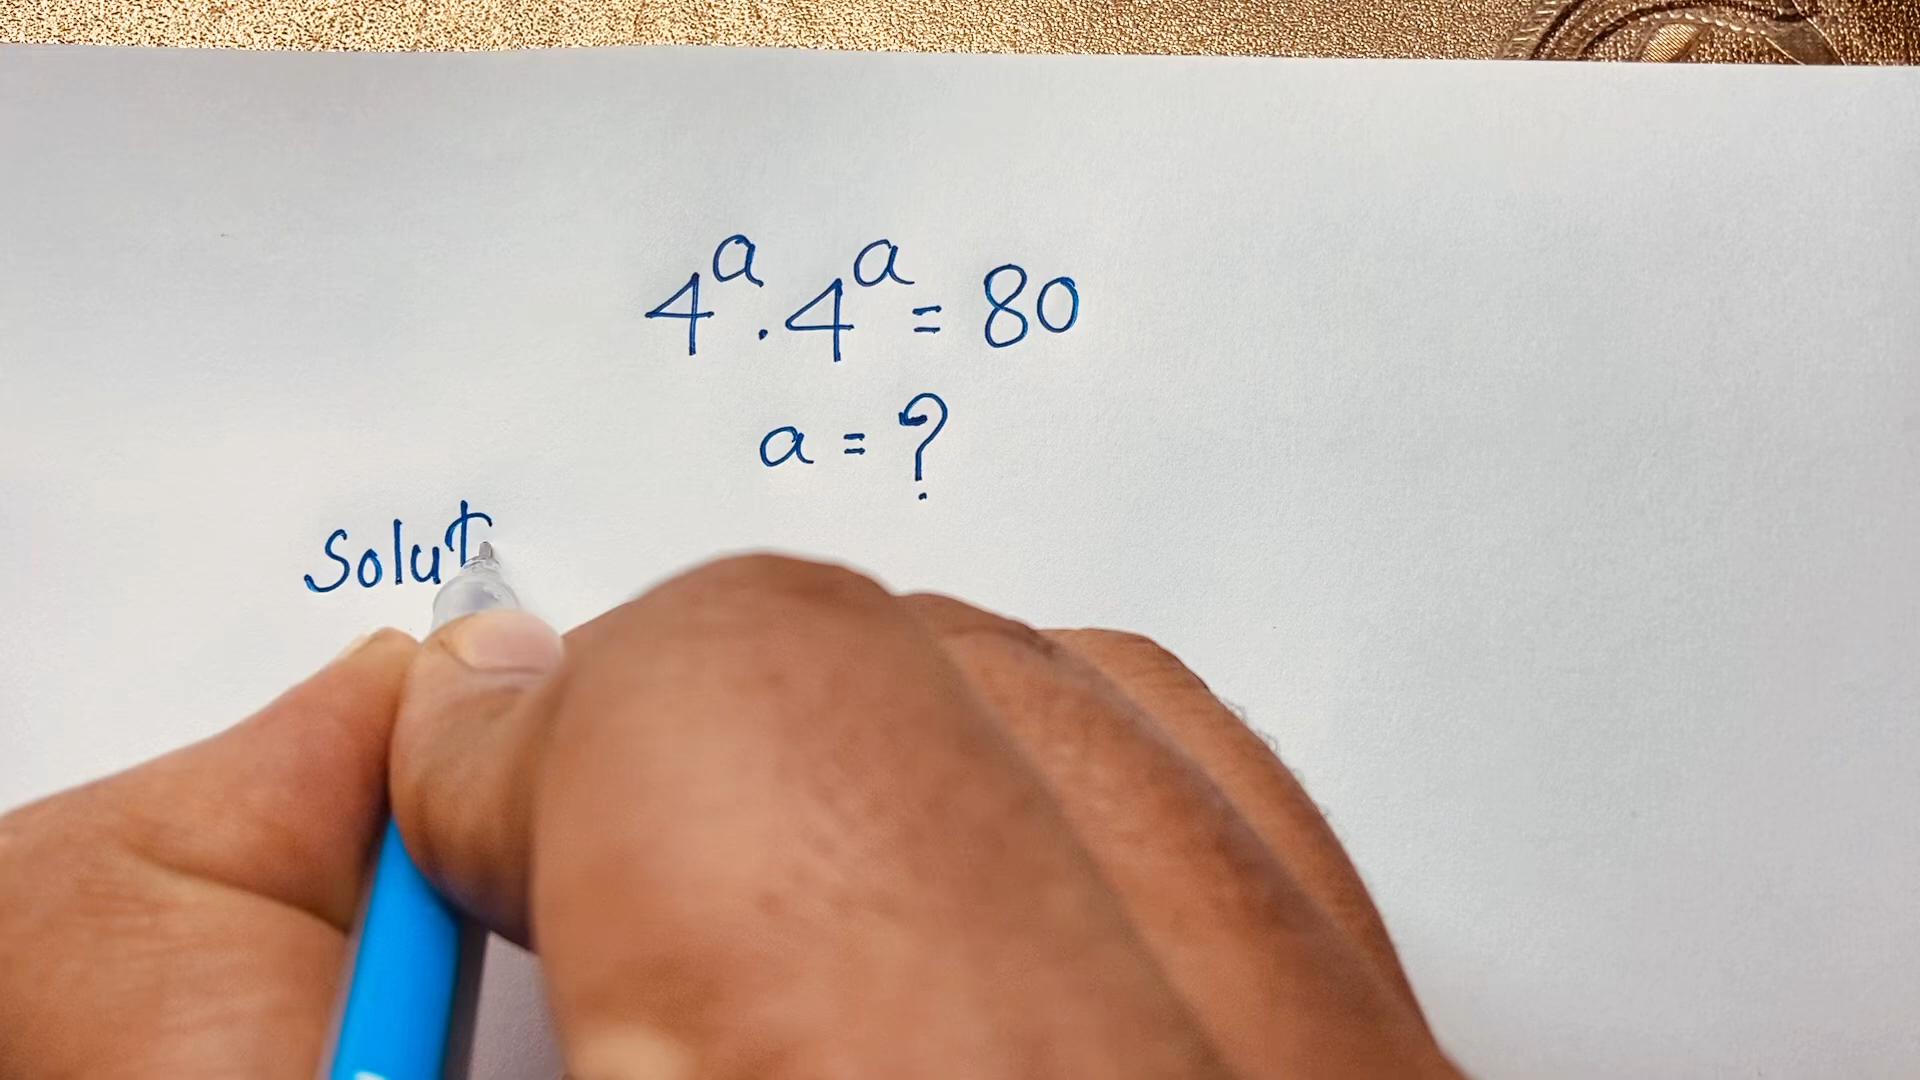 4^a . 4^a = 80
a = ?
Solut